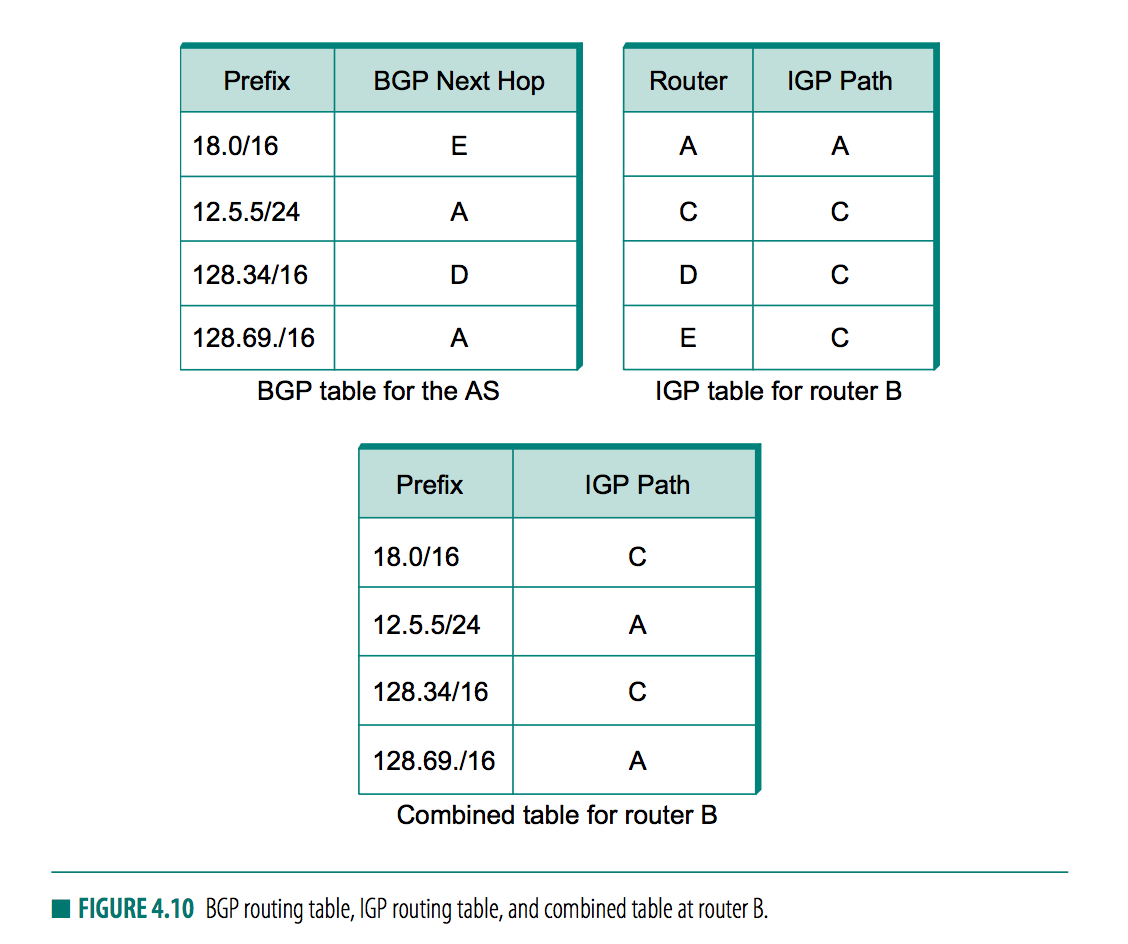 Prefix BGP Next Hop
18.0/16 E
12.5.5/24 A
128.34/16 D
128.69./16 A
BGP table for the AS
Router IGP Path
A A
C C
D C
E C
IGP table for router B
Prefix IGP Path
18.0/16 C
12.5.5/24 A
128.34/16 C
128.69./16 A
Combined table for router B
FIGURE 4.10 BGP routing table, IGP routing table, and combined table at router B.